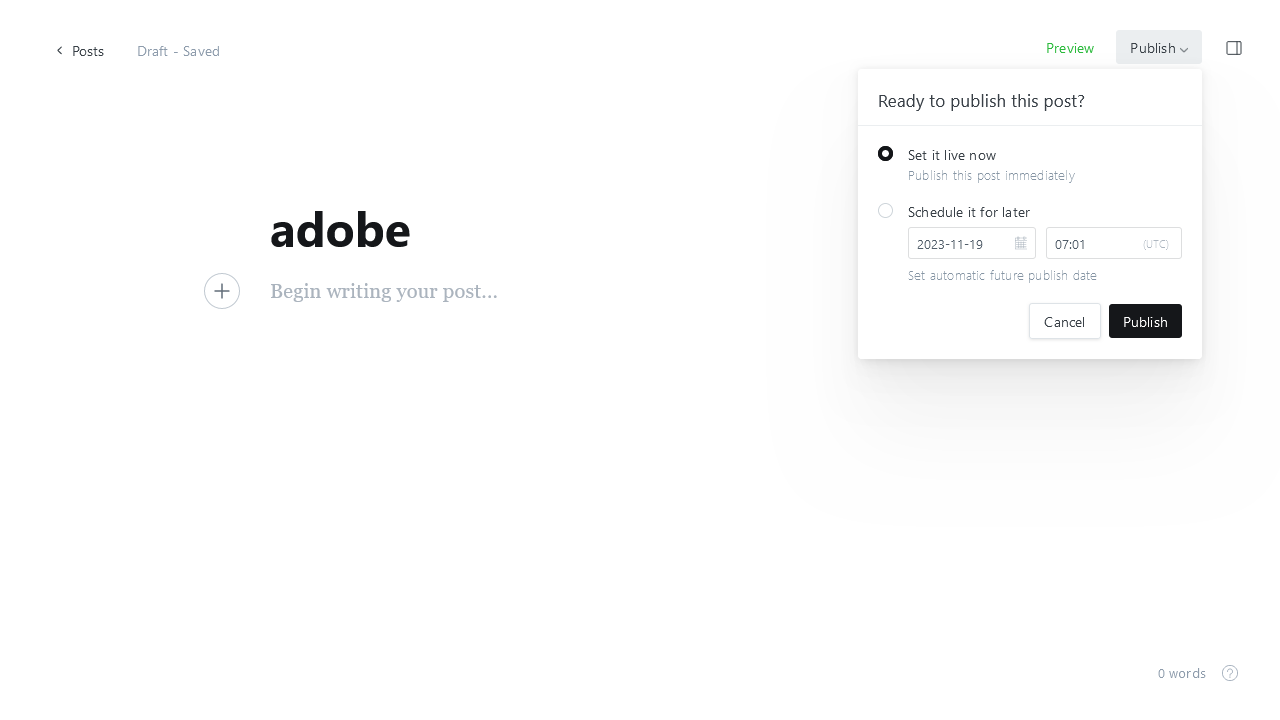 Posts
Draft - Saved
Preview
Publish
Ready to publish this post?
Set it live now
Publish this post immediately
Schedule it for later
2023-11-19
07:01
(UTC)
Set automatic future publish date
Cancel
Publish
adobe
Begin writing your post...
0 words
?